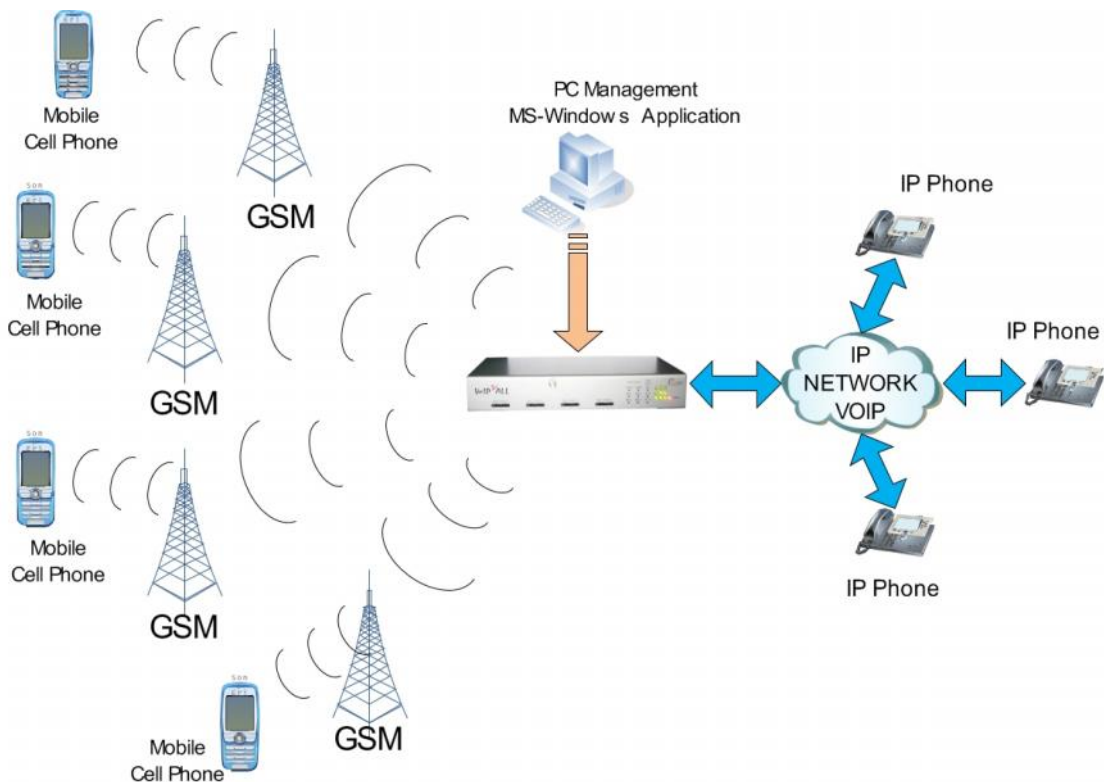 Mobile
Cell Phone
GSM
PC Management
MS-Windows Application
IP Phone
Mobile
Cell Phone
GSM
IP Phone
VoIP4ALL
IP
NETWORK
VOIP
Mobile
Cell Phone
GSM
IP Phone
Mobile
Cell Phone
GSM